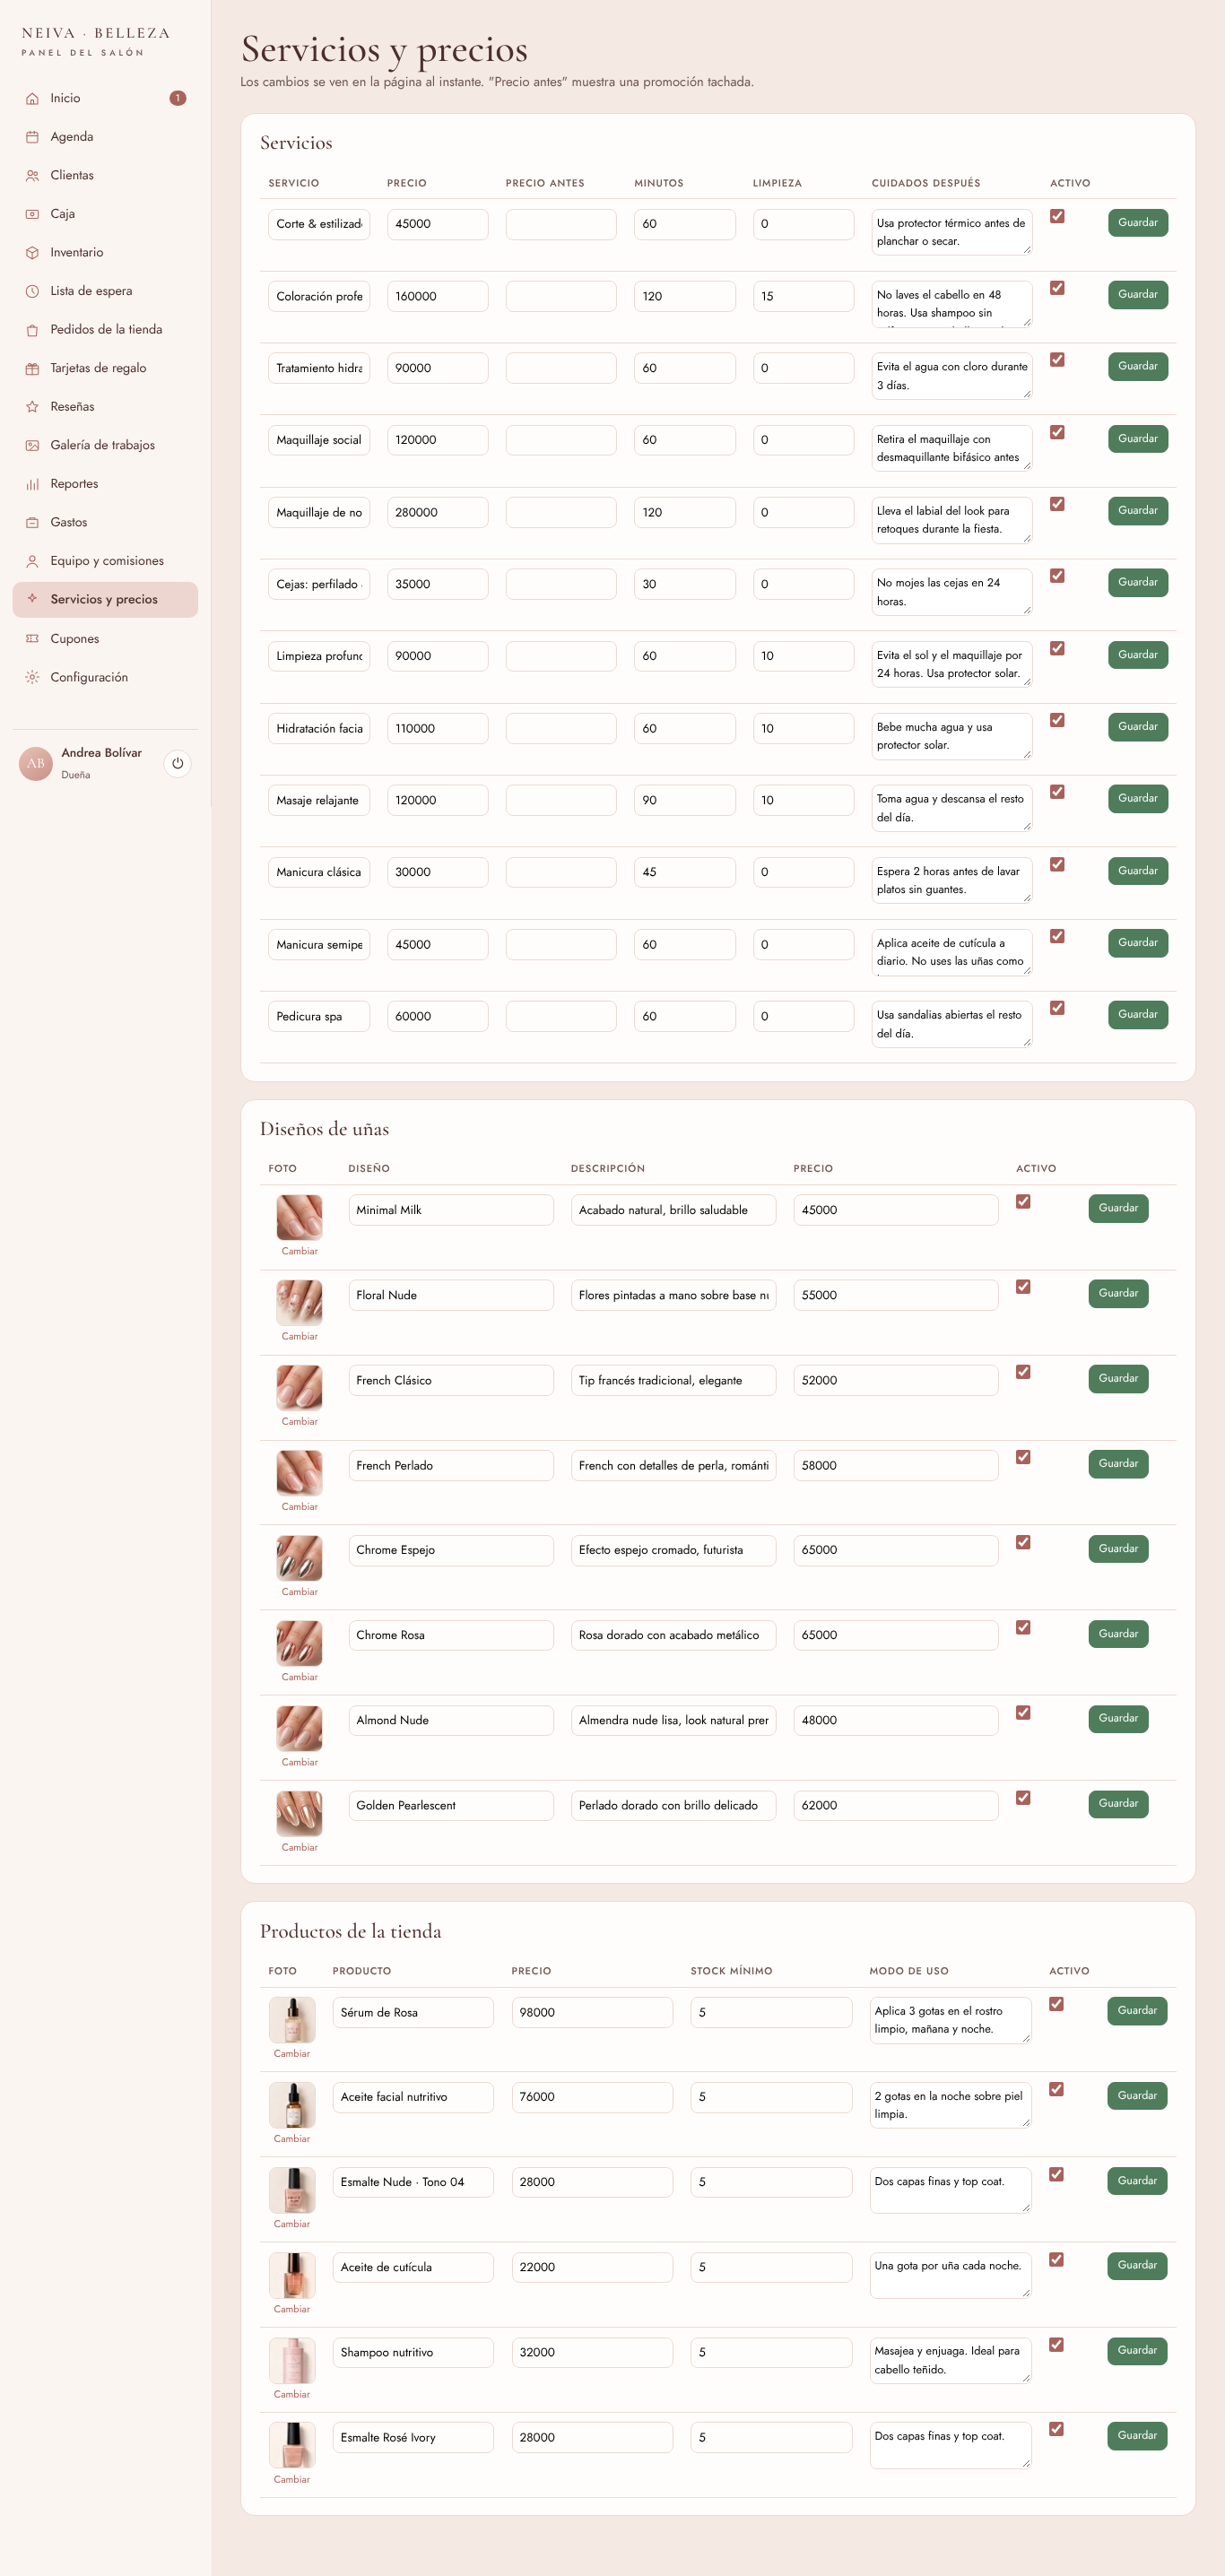 NEIVA · BELLEZA
PANEL DEL SALÓN
Inicio 1
Agenda
Clientas
Caja
Inventario
Lista de espera
Pedidos de la tienda
Tarjetas de regalo
Reseñas
Galería de trabajos
Reportes
Gastos
Equipo y comisiones
Servicios y precios
Cupones
Configuración
AB Andrea Bolívar
Dueña
Servicios y precios
Los cambios se ven en la página al instante. "Precio antes" muestra una promoción tachada.
Servicios
SERVICIO PRECIO PRECIO ANTES MINUTOS LIMPIEZA CUIDADOS DESPUÉS ACTIVO
Corte & estilizad 45000 60 0 Usa protector térmico antes de Guardar
planchar o secar.
Coloración profe 160000 120 15 No laves el cabello en 48 Guardar
horas. Usa shampoo sin
Tratamiento hidra 90000 60 0 Evita el agua con cloro durante Guardar
3 días.
Maquillaje social 120000 60 0 Retira el maquillaje con Guardar
desmaquillante bifásico antes
Maquillaje de no 280000 120 0 Lleva el labial del look para Guardar
retoques durante la fiesta.
Cejas: perfilado 35000 30 0 No mojes las cejas en 24 Guardar
horas.
Limpieza profunc 90000 60 10 Evita el sol y el maquillaje por Guardar
24 horas. Usa protector solar.
Hidratación facia 110000 60 10 Bebe mucha agua y usa Guardar
protector solar.
Masaje relajante 120000 90 10 Toma agua y descansa el resto Guardar
del día.
Manicura clásica 30000 45 0 Espera 2 horas antes de lavar Guardar
platos sin guantes.
Manicura semipe 45000 60 0 Aplica aceite de cutícula a Guardar
diario. No uses las uñas como
Pedicura spa 60000 60 0 Usa sandalias abiertas el resto Guardar
del día.
Diseños de uñas
FOTO DISEÑO DESCRIPCIÓN PRECIO ACTIVO
Minimal Milk Acabado natural, brillo saludable 45000 Guardar
Cambiar
Floral Nude Flores pintadas a mano sobre base nu 55000 Guardar
Cambiar
French Clásico Tip francés tradicional, elegante 52000 Guardar
Cambiar
French Perlado French con detalles de perla, románti 58000 Guardar
Cambiar
Chrome Espejo Efecto espejo cromado, futurista 65000 Guardar
Cambiar
Chrome Rosa Rosa dorado con acabado metálico 65000 Guardar
Cambiar
Almond Nude Almendra nude lisa, look natural prer 48000 Guardar
Cambiar
Golden Pearlescent Perlado dorado con brillo delicado 62000 Guardar
Cambiar
Productos de la tienda
FOTO PRODUCTO PRECIO STOCK MÍNIMO MODO DE USO ACTIVO
Sérum de Rosa 98000 5 Aplica 3 gotas en el rostro Guardar
limpio, mañana y noche.
Cambiar
Aceite facial nutritivo 76000 5 2 gotas en la noche sobre piel Guardar
limpia.
Cambiar
Esmalte Nude · Tono 04 28000 5 Dos capas finas y top coat. Guardar
Cambiar
Aceite de cutícula 22000 5 Una gota por uña cada noche. Guardar
Cambiar
Shampoo nutritivo 32000 5 Masajea y enjuaga. Ideal para Guardar
cabello teñido.
Cambiar
Esmalte Rosé Ivory 28000 5 Dos capas finas y top coat. Guardar
Cambiar